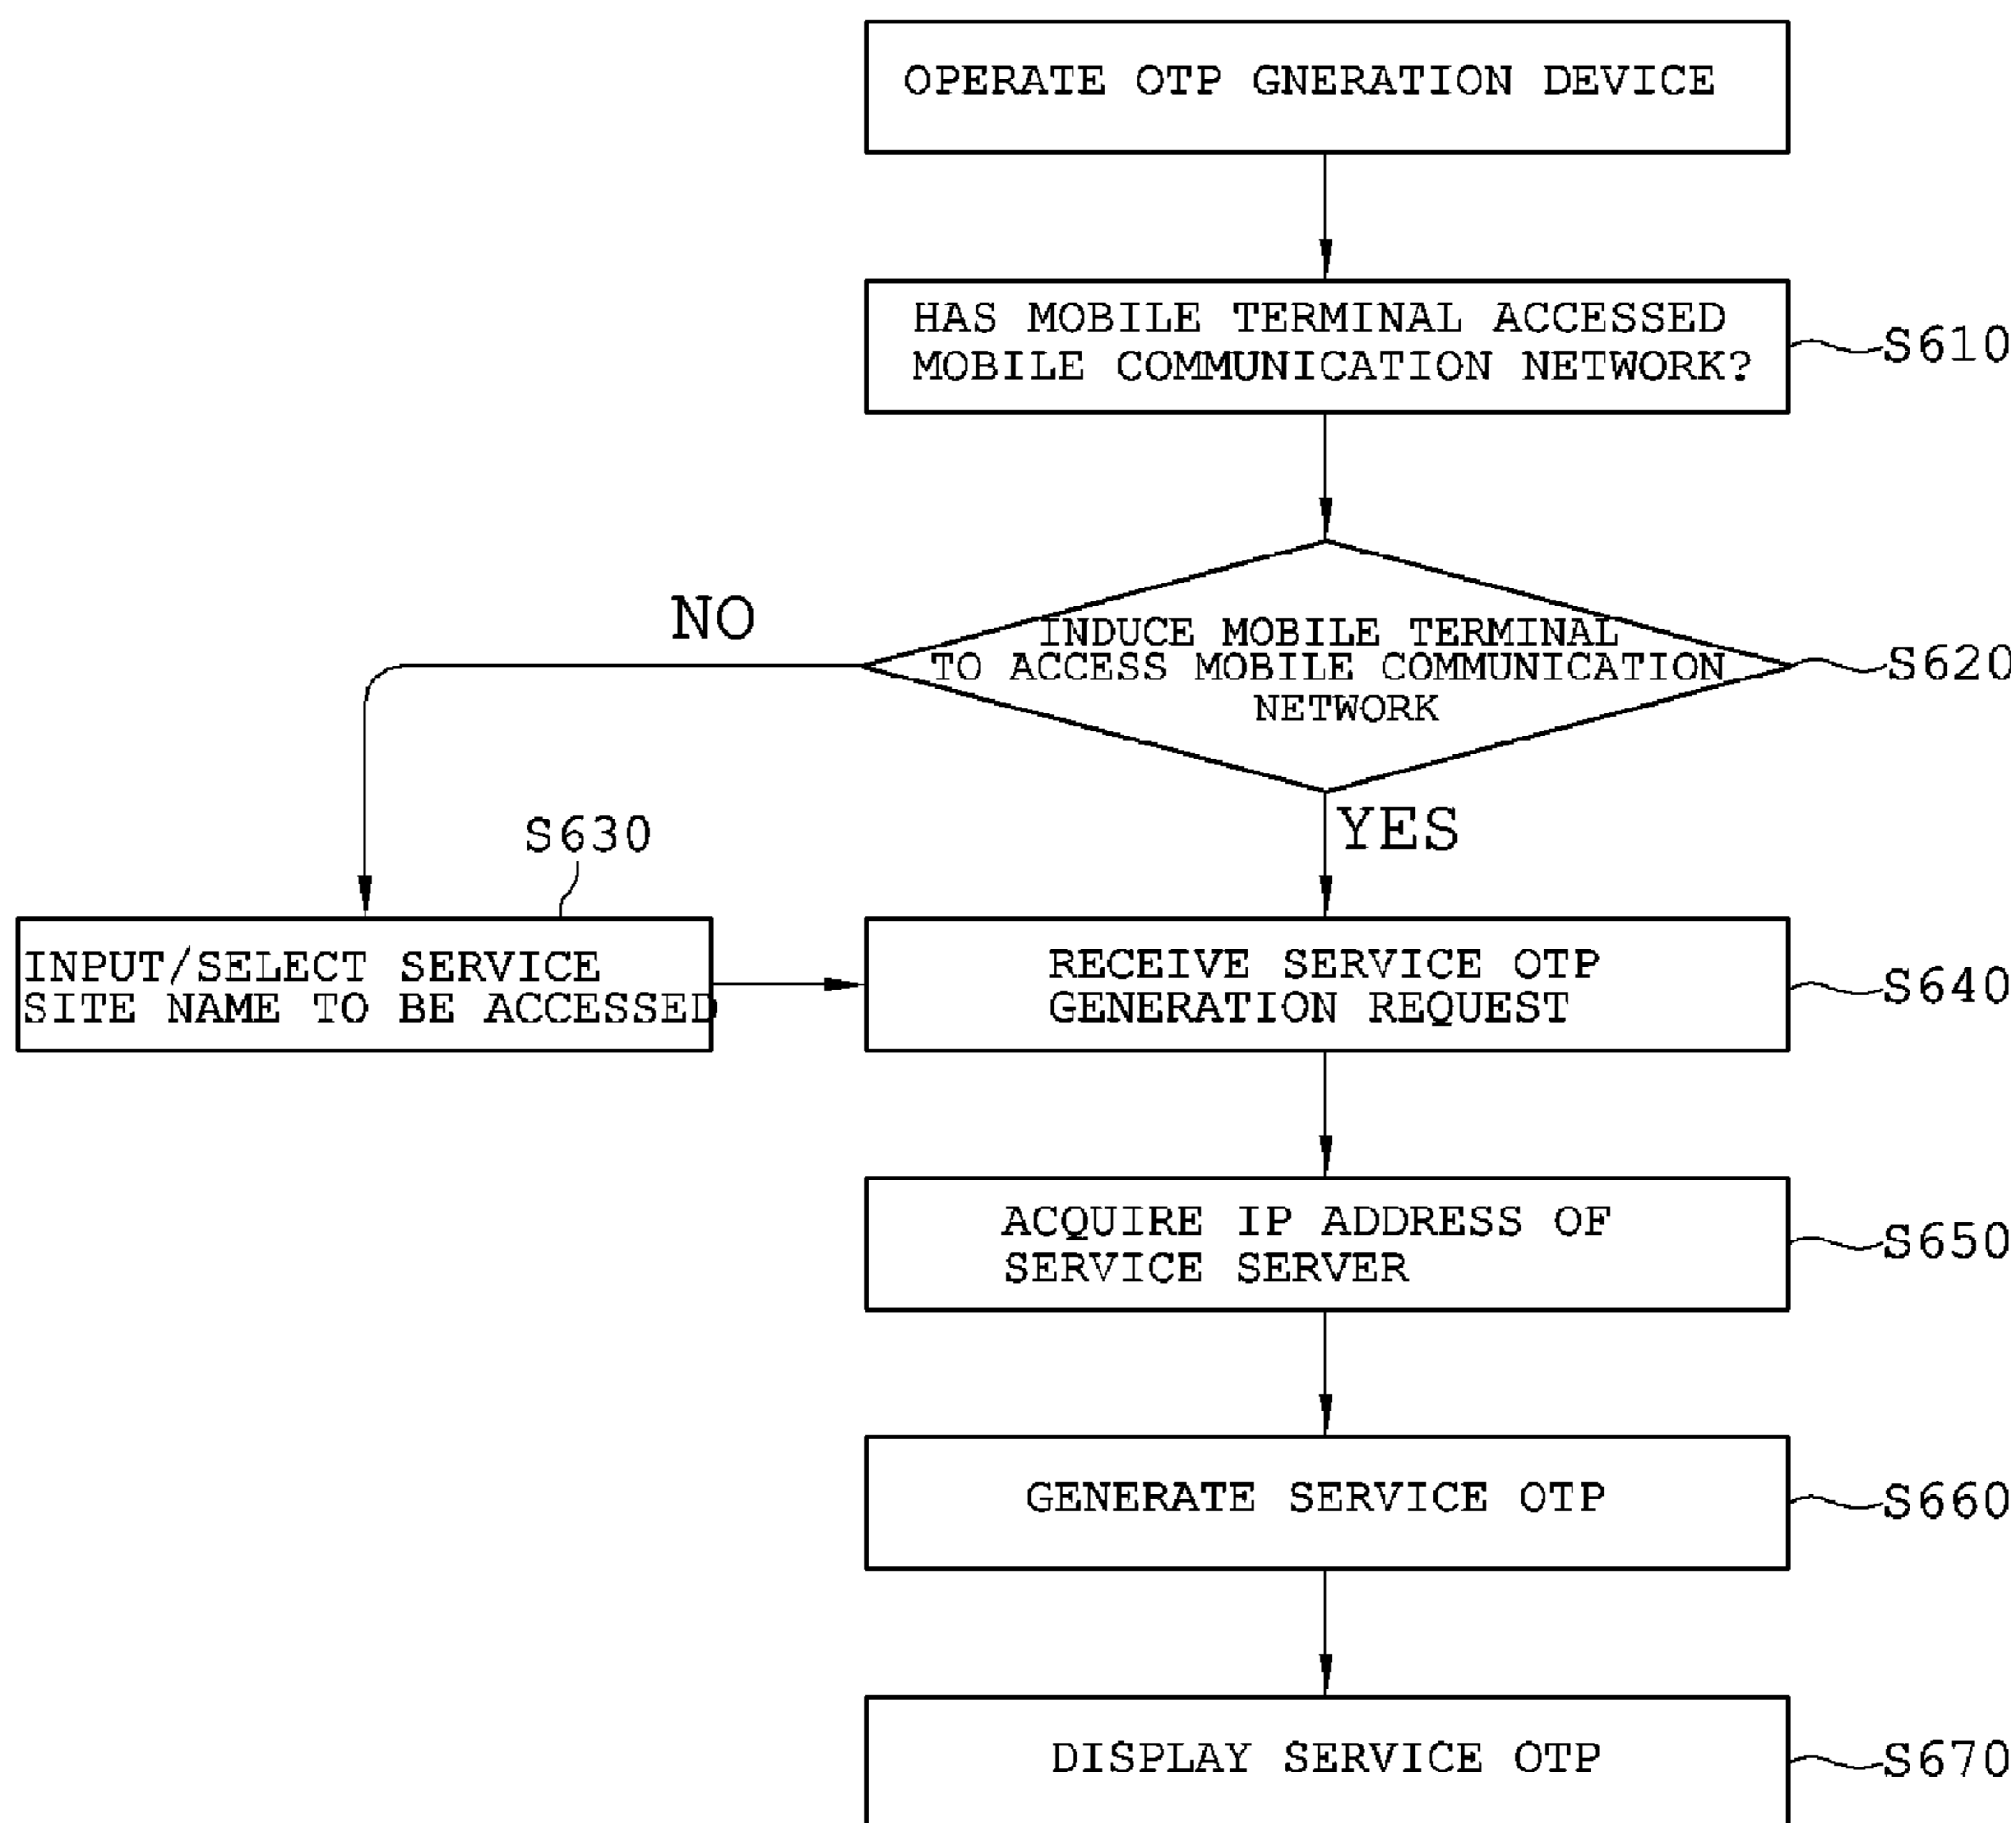 OPERATE OTP GNERATION DEVICE
HAS MOBILE TERMINAL ACCESSED
MOBILE COMMUNICATION NETWORK?
S610
INDUCE MOBILE TERMINAL
TO ACCESS MOBILE COMMUNICATION
NETWORK
S620
NO
YES
S630
INPUT/SELECT SERVICE
SITE NAME TO BE ACCESSED
RECEIVE SERVICE OTP
GENERATION REQUEST
S640
ACQUIRE IP ADDRESS OF
SERVICE SERVER
S650
GENERATE SERVICE OTP
S660
DISPLAY SERVICE OTP
S670